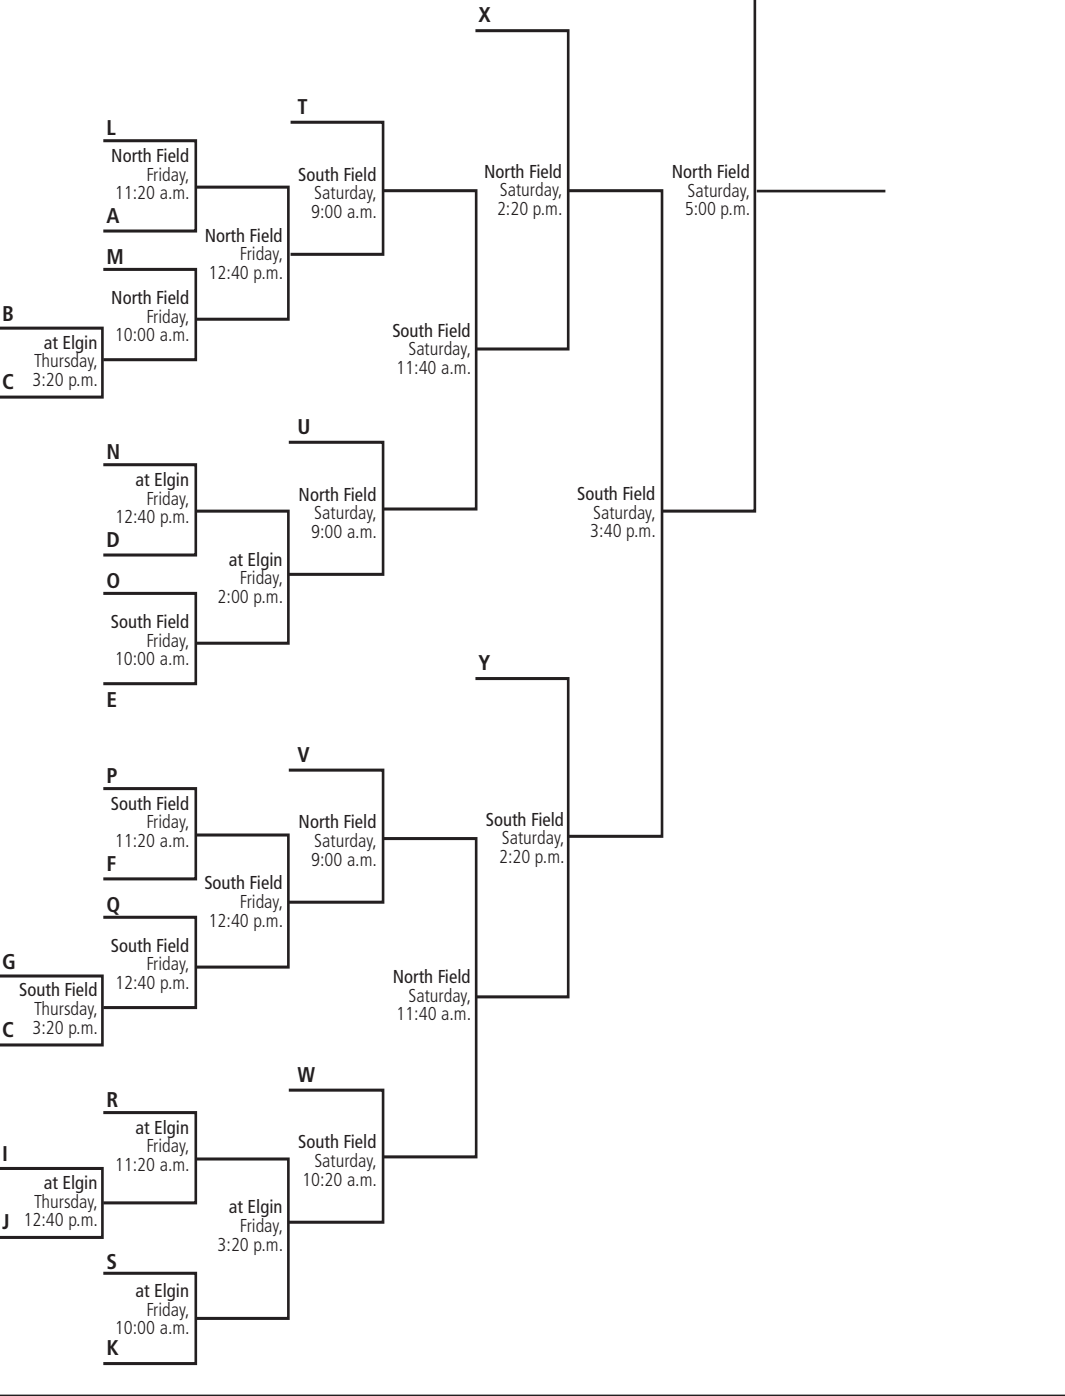 X
T
L
North Field
Friday,
11:20 a.m.
A
South Field
Saturday,
9:00 a.m.
North Field
Saturday,
2:20 p.m.
North Field
Saturday,
5:00 p.m.
North Field
Friday,
12:40 p.m.
M
North Field
Friday,
10:00 a.m.
B
at Elgin
Thursday,
C 3:20 p.m.
South Field
Saturday,
11:40 a.m.
U
N
at Elgin
Friday,
12:40 p.m.
D
North Field
Saturday,
9:00 a.m.
South Field
Saturday,
3:40 p.m.
at Elgin
Friday,
2:00 p.m.
O
South Field
Friday,
10:00 a.m.
E
Y
V
P
South Field
Friday,
11:20 a.m.
F
North Field
Saturday,
9:00 a.m.
South Field
Saturday,
2:20 p.m.
South Field
Friday,
12:40 p.m.
Q
South Field
Friday,
12:40 p.m.
G
South Field
Thursday,
C 3:20 p.m.
North Field
Saturday,
11:40 a.m.
W
R
at Elgin
Friday,
11:20 a.m.
I
at Elgin
Thursday,
J 12:40 p.m.
South Field
Saturday,
10:20 a.m.
at Elgin
Friday,
3:20 p.m.
S
at Elgin
Friday,
10:00 a.m.
K